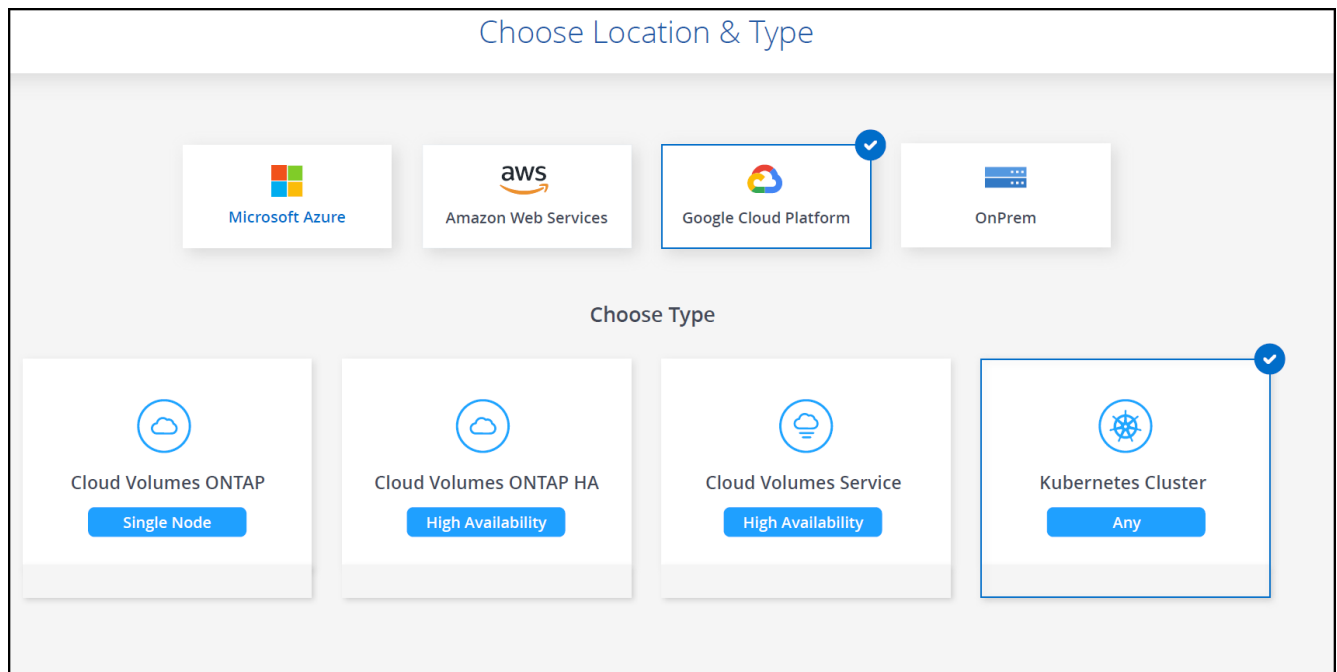 Choose Location & Type
aws
Microsoft Azure
Amazon Web Services
Google Cloud Platform
OnPrem
Choose Type
Cloud Volumes ONTAP
Cloud Volumes ONTAP HA
Cloud Volumes Service
Kubernetes Cluster
Single Node
High Availability
High Availability
Any